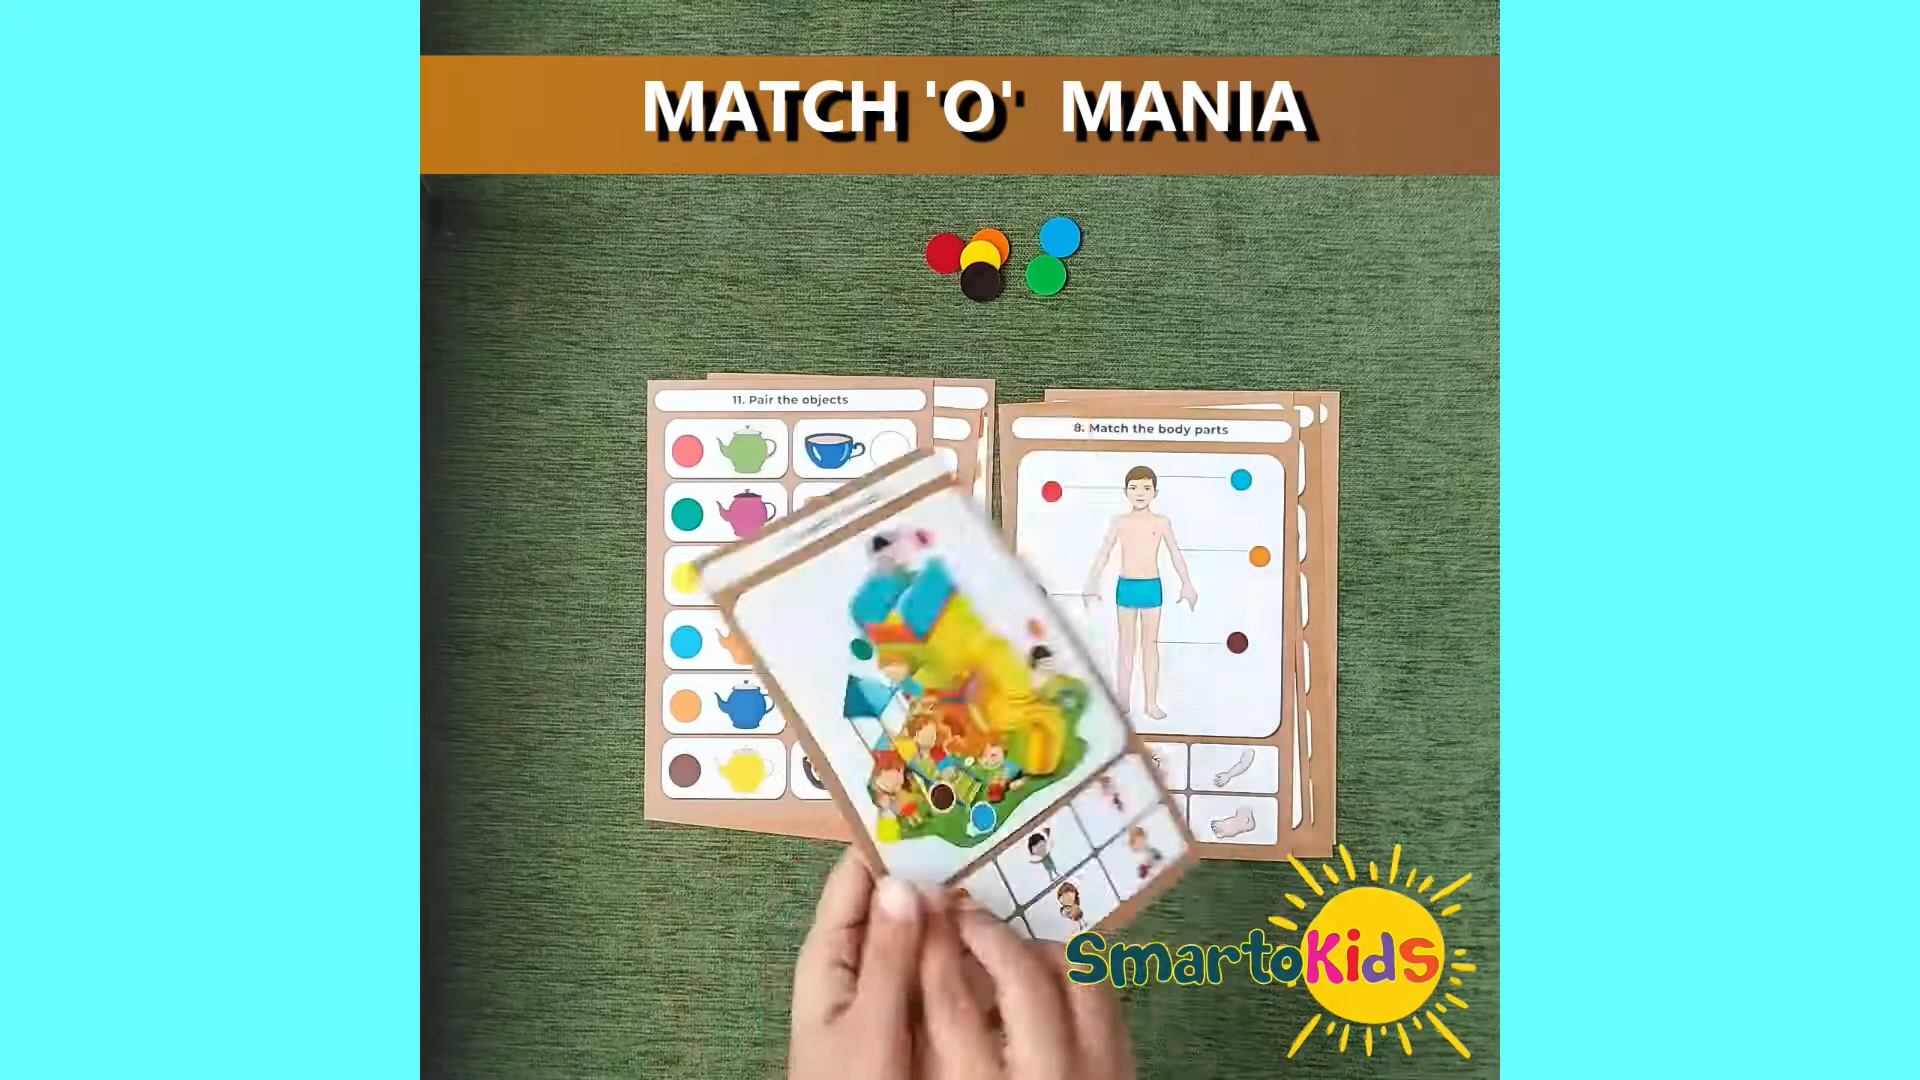 MATCH 'O' MANIA
11. Pair the objects
8. Match the body parts
SmartoKids